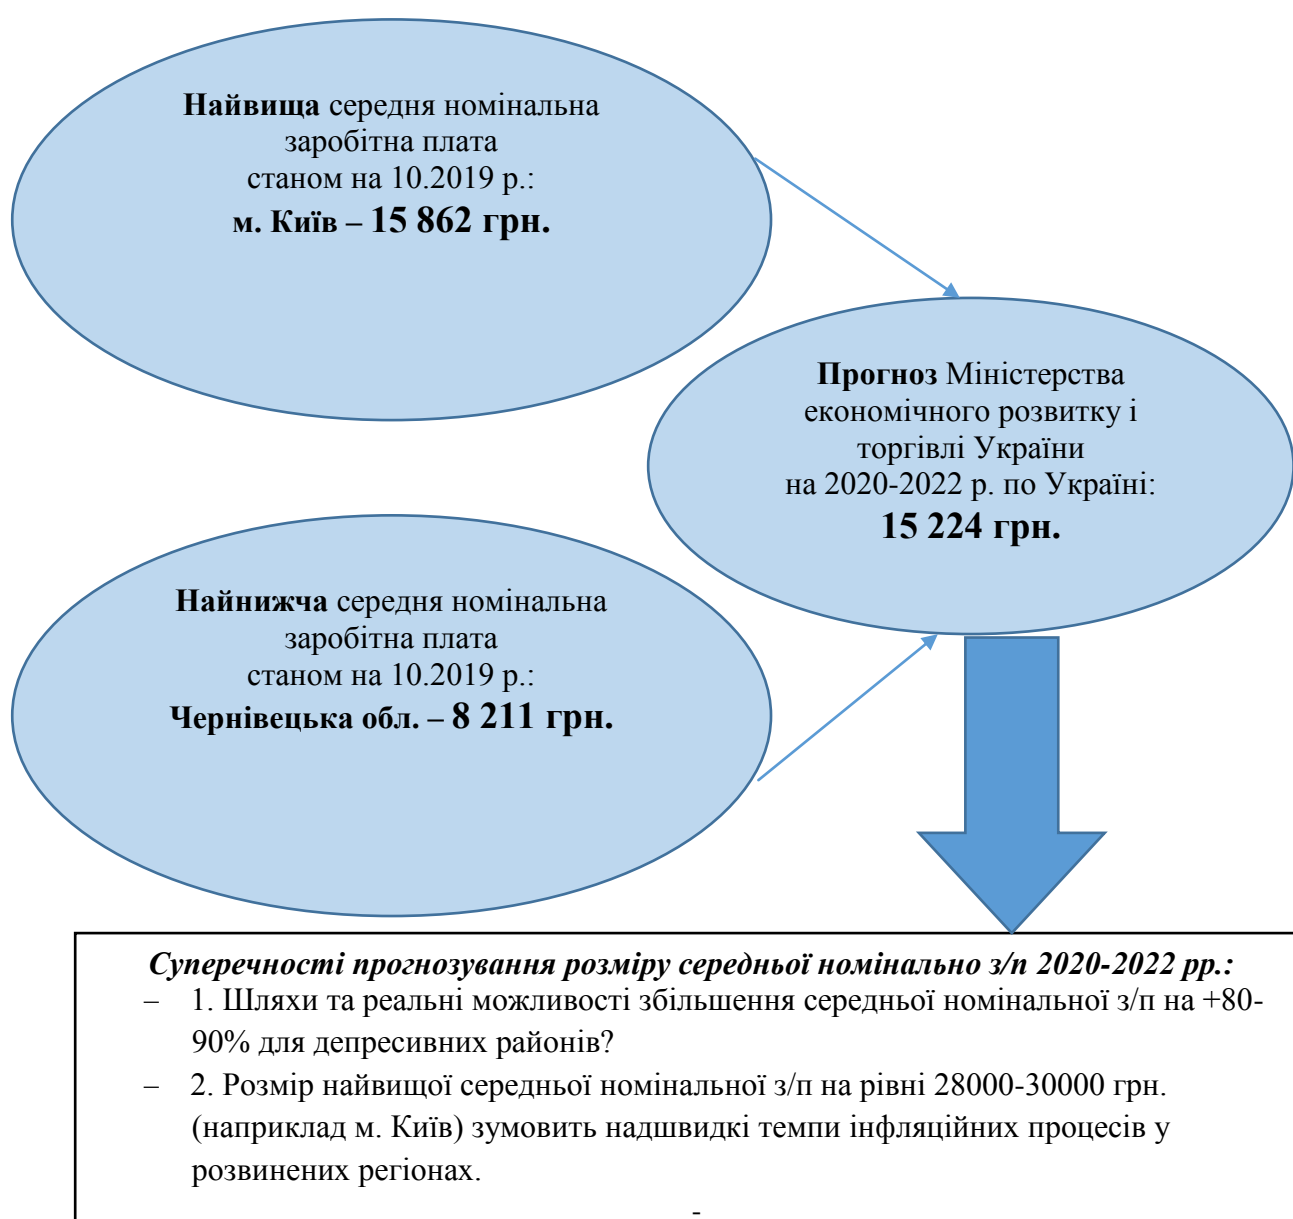 Найвища середня номінальна
заробітна плата
станом на 10.2019 р.:
м. Київ – 15 862 грн.
Прогноз Міністерства
економічного розвитку і
торгівлі України
на 2020-2022 р. по Україні:
15 224 грн.
Найнижча середня номінальна
заробітна плата
станом на 10.2019 р.:
Чернівецька обл. – 8 211 грн.
Суперечності прогнозування розміру середньої номінально з/п 2020-2022 рр.:
– 1. Шляхи та реальні можливості збільшення середньої номінальної з/п на +80-
90% для депресивних районів?
– 2. Розмір найвищої середньої номінальної з/п на рівні 28000-30000 грн.
(наприклад м. Київ) зумовить надшвидкі темпи інфляційних процесів у
розвинених регіонах.
-